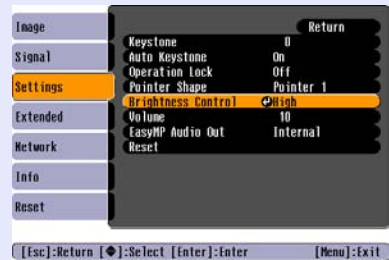 Image
Signal
Settings
Extended
Network
Info
Reset
Return
Keystone 0
Auto Keystone On
Operation Lock Off
Pointer Shape Pointer 1
Brightness Control High
Volume 10
EasyMP Audio Out Internal
Reset
[Esc]:Return [◆]:Select [Enter]:Enter [Menu]:Exit